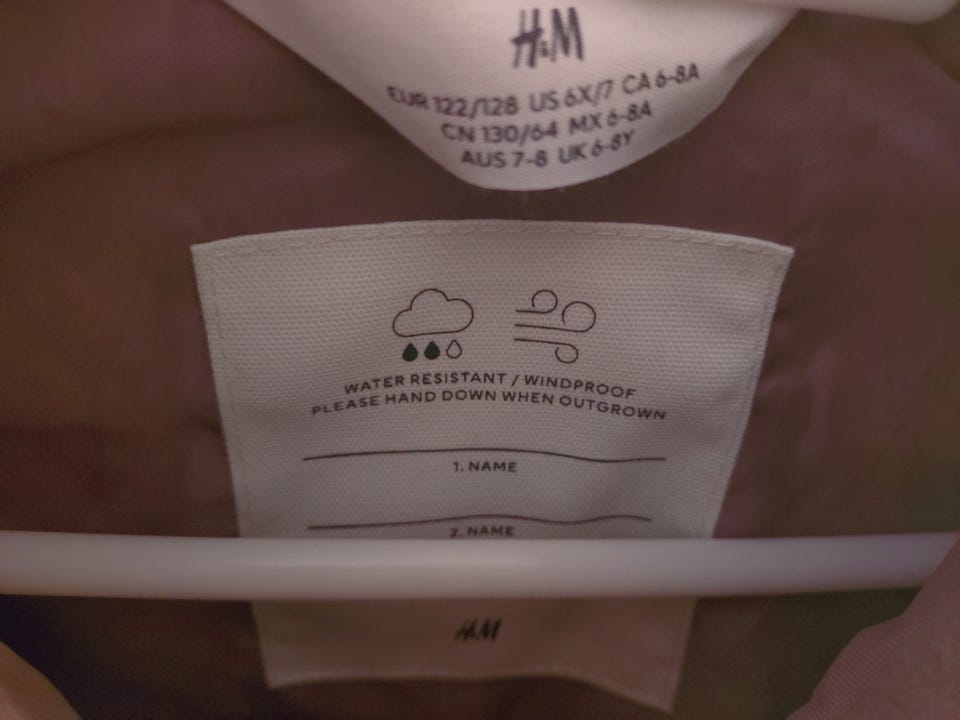 H&M
EUR 122/128 US 6X/7 CA 6-8A
CN 130/64 MX 6-8A
AUS 7-8 UK 6-8Y
WATER RESISTANT / WINDPROOF
PLEASE HAND DOWN WHEN OUTGROWN
1. NAME
2. NAME
H&M